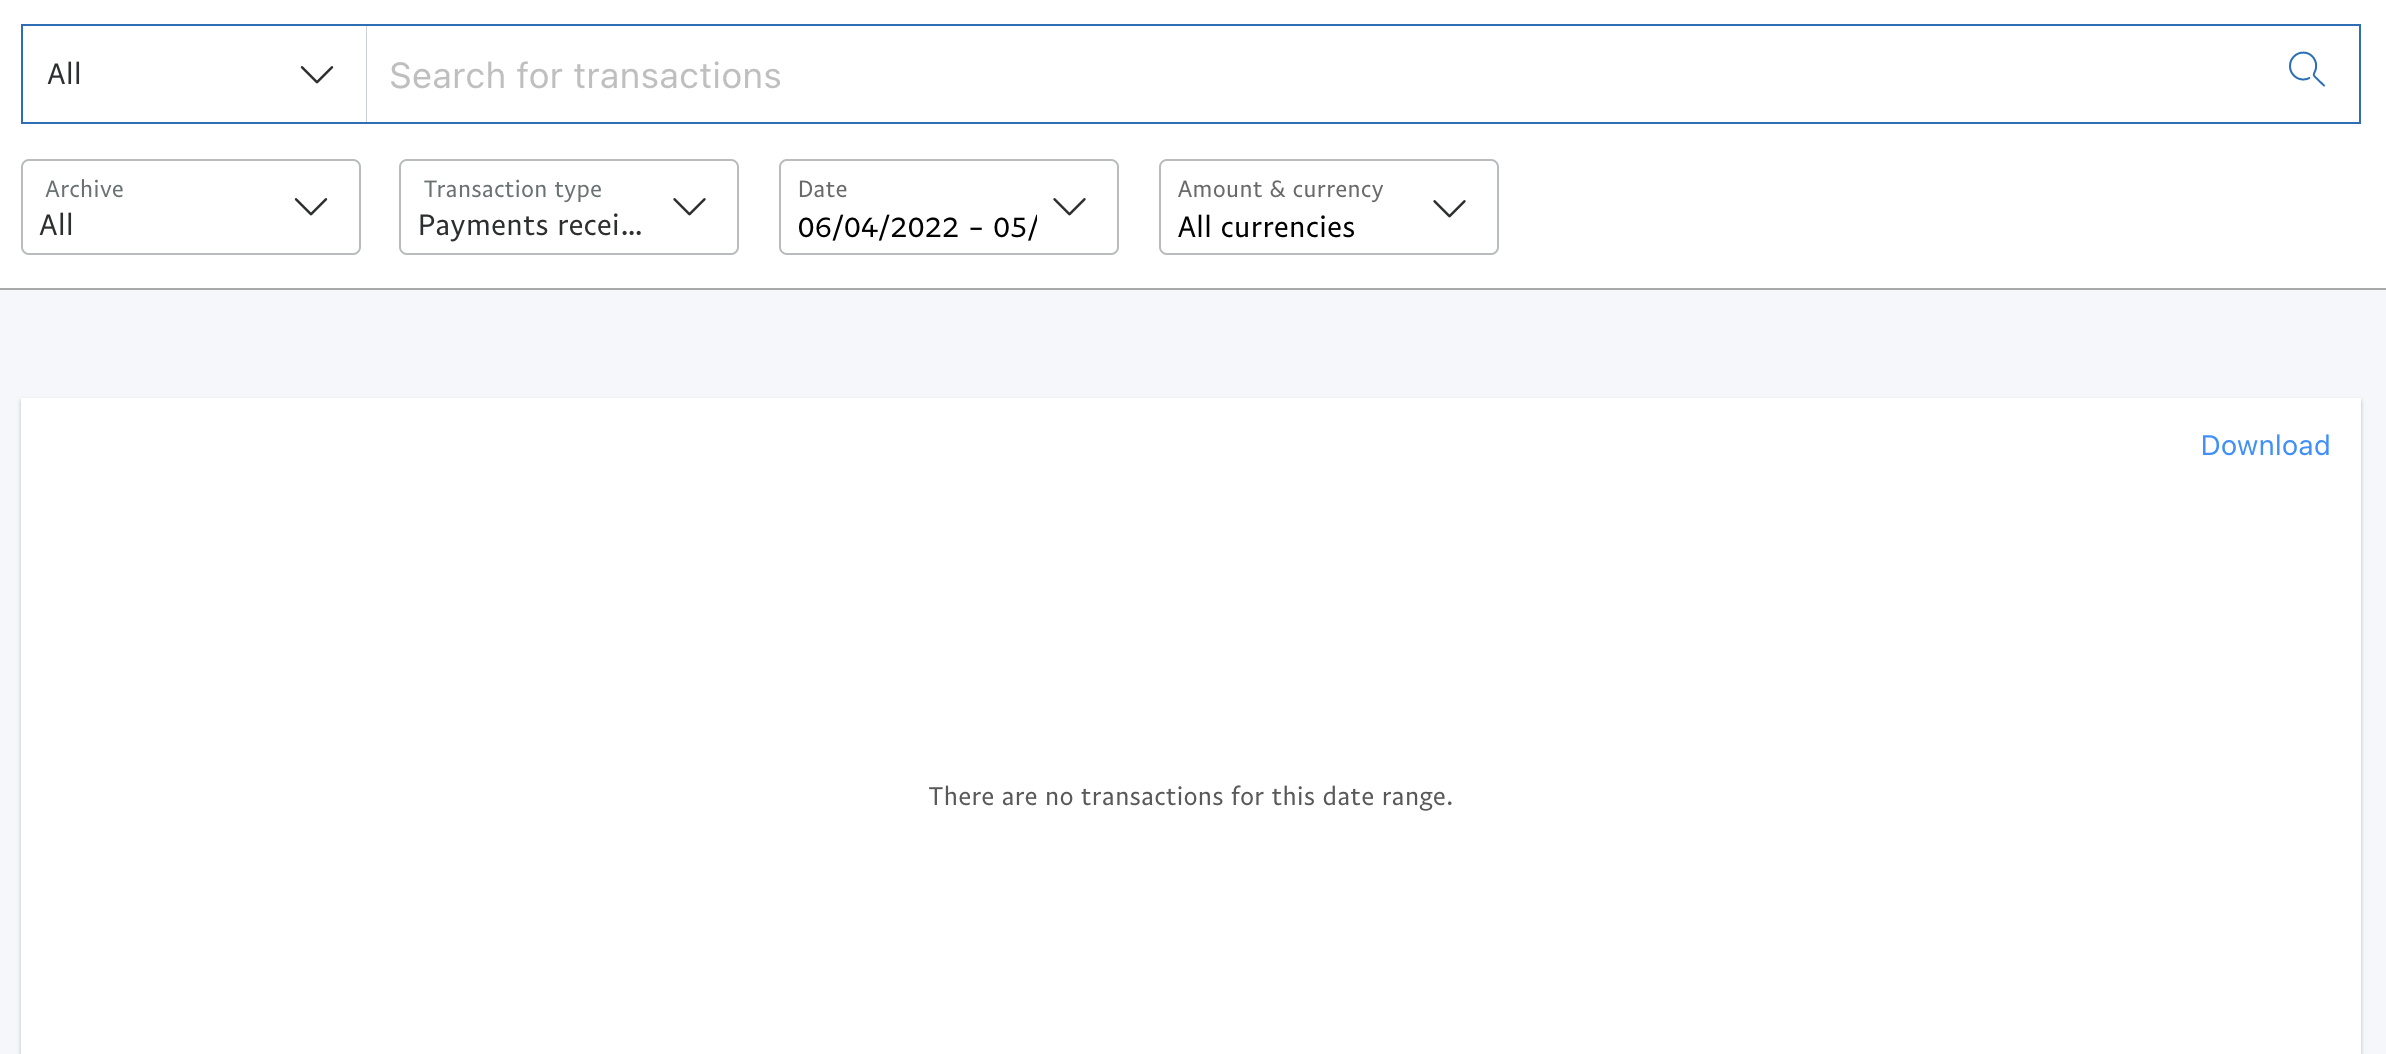 All
Search for transactions
Archive
All
Transaction type
Payments recei...
Date
06/04/2022 – 05/
Amount & currency
All currencies
Download
There are no transactions for this date range.